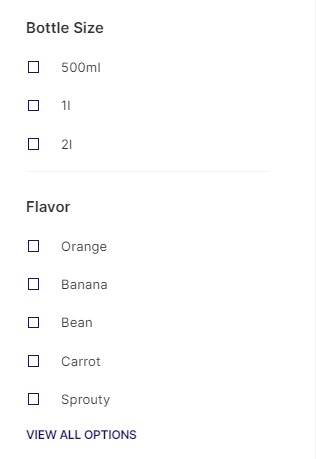 Bottle Size
500ml
1l
2l
Flavor
Orange
Banana
Bean
Carrot
Sprouty
VIEW ALL OPTIONS